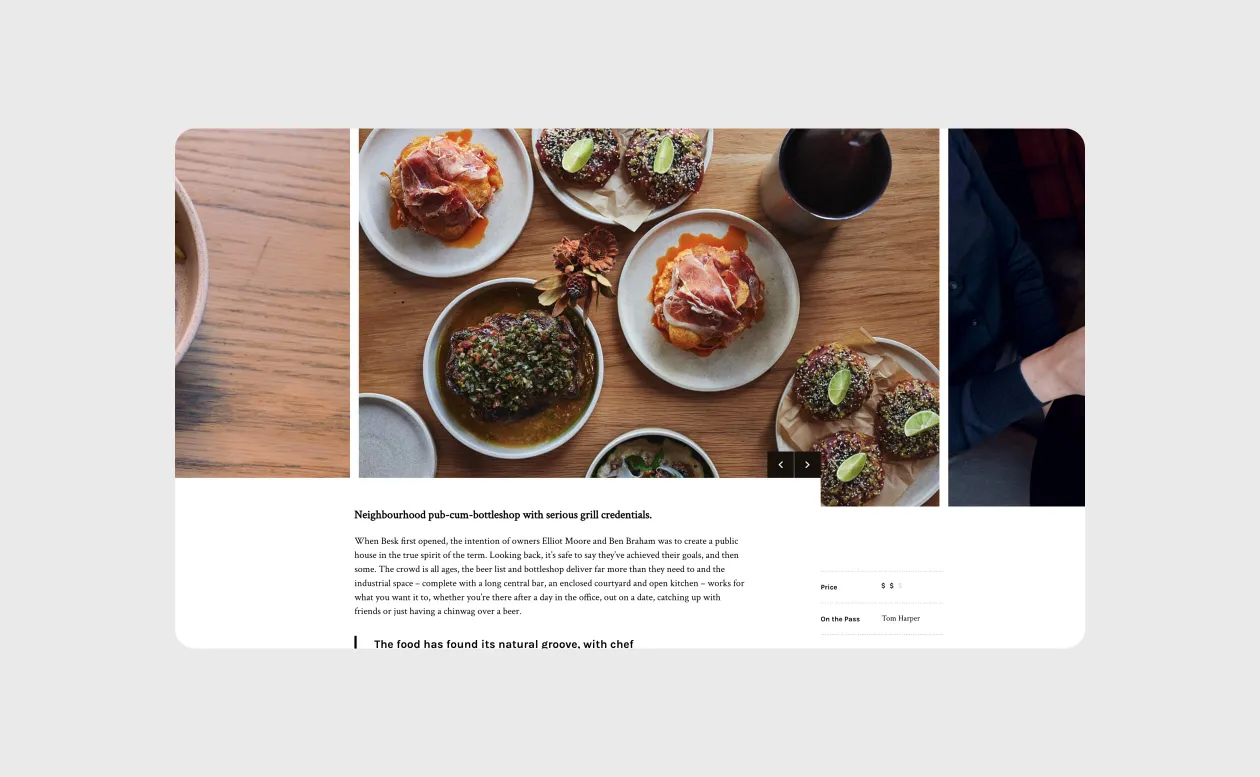 Neighbourhood pub-cum-bottleshop with serious grill credentials.
When Besk first opened, the intention of owners Elliot Moore and Ben Braham was to create a public
house in the true spirit of the term. Looking back, it's safe to say they've achieved their goals, and then
some. The crowd is all ages, the beer list and bottleshop deliver far more than they need to and the
industrial space – complete with a long central bar, an enclosed courtyard and open kitchen – works for
what you want it to, whether you're there after a day in the office, out on a date, catching up with
friends or just having a chinwag over a beer.
The food has found its natural groove, with chef
Price $ $ $
On the Pass Tom Harper